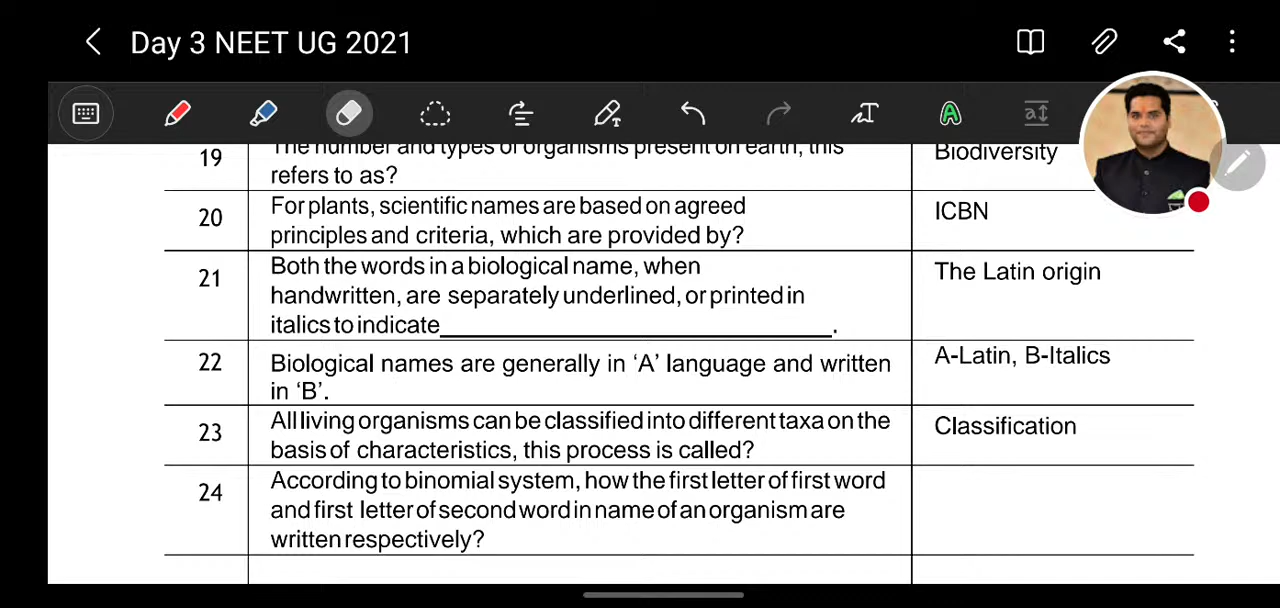 Day 3 NEET UG 2021
19
The number and types of organisms present on earth, this
refers to as?
Biodiversity
20
For plants, scientific names are based on agreed
principles and criteria, which are provided by?
ICBN
21
Both the words in a biological name, when
handwritten, are separately underlined, or printed in
italics to indicate______________________________.
The Latin origin
22
Biological names are generally in ‘A’ language and written
in ‘B’.
A-Latin, B-Italics
23
All living organisms can be classified into different taxa on the
basis of characteristics, this process is called?
Classification
24
According to binomial system, how the first letter of first word
and first letter of second word in name of an organism are
written respectively?